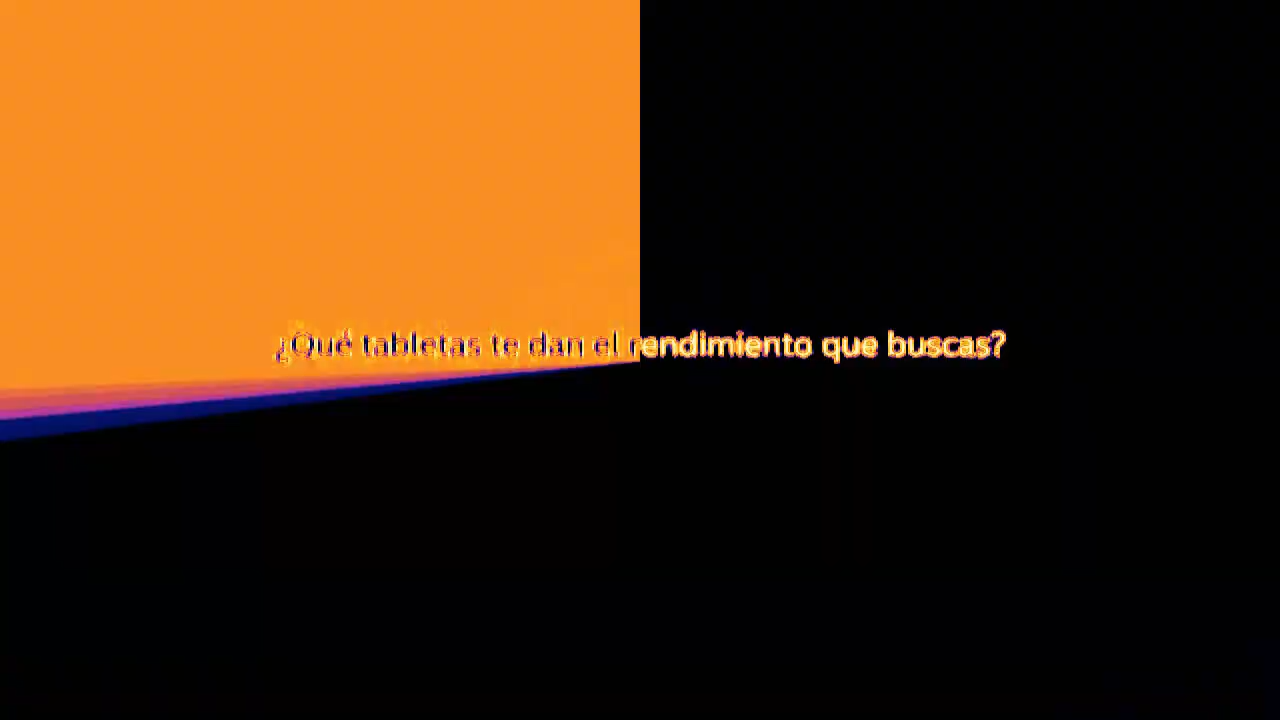 ¿Qué tabletas te dan el rendimiento que buscas?